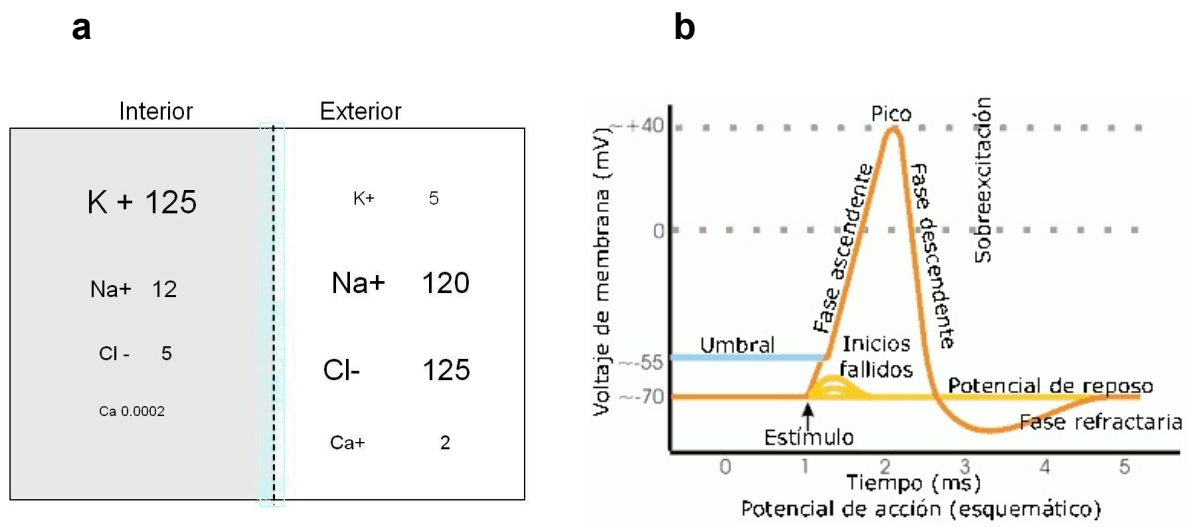 a
Interior
Exterior
K + 125
K+ 5
Na+ 12
Na+ 120
Cl - 5
Cl- 125
Ca 0.0002
Ca+ 2
b
Voltaje de membrana (mV)
~+40
0
~-55
~-70
Pico
Fase ascendente
Fase descendente
Sobreexcitación
Umbral
Inicios
fallidos
Potencial de reposo
Estímulo
Fase refractaria
0 1 2 3 4 5
Tiempo (ms)
Potencial de acción (esquemático)